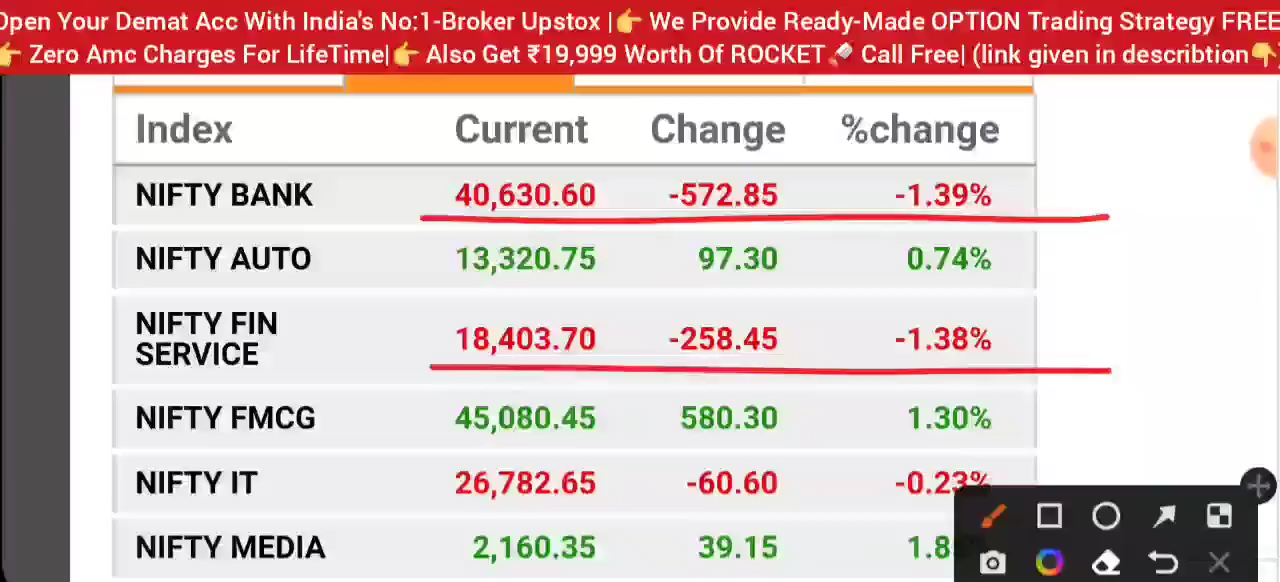 Open Your Demat Acc With India's No:1-Broker Upstox |👉 We Provide Ready-Made OPTION Trading Strategy FREE
👉 Zero Amc Charges For LifeTime|👉 Also Get ₹19,999 Worth Of ROCKET🚀 Call Free| (link given in describtion👇)
Index Current Change %change
NIFTY BANK 40,630.60 -572.85 -1.39%
NIFTY AUTO 13,320.75 97.30 0.74%
NIFTY FIN
SERVICE 18,403.70 -258.45 -1.38%
NIFTY FMCG 45,080.45 580.30 1.30%
NIFTY IT 26,782.65 -60.60 -0.23%
NIFTY MEDIA 2,160.35 39.15